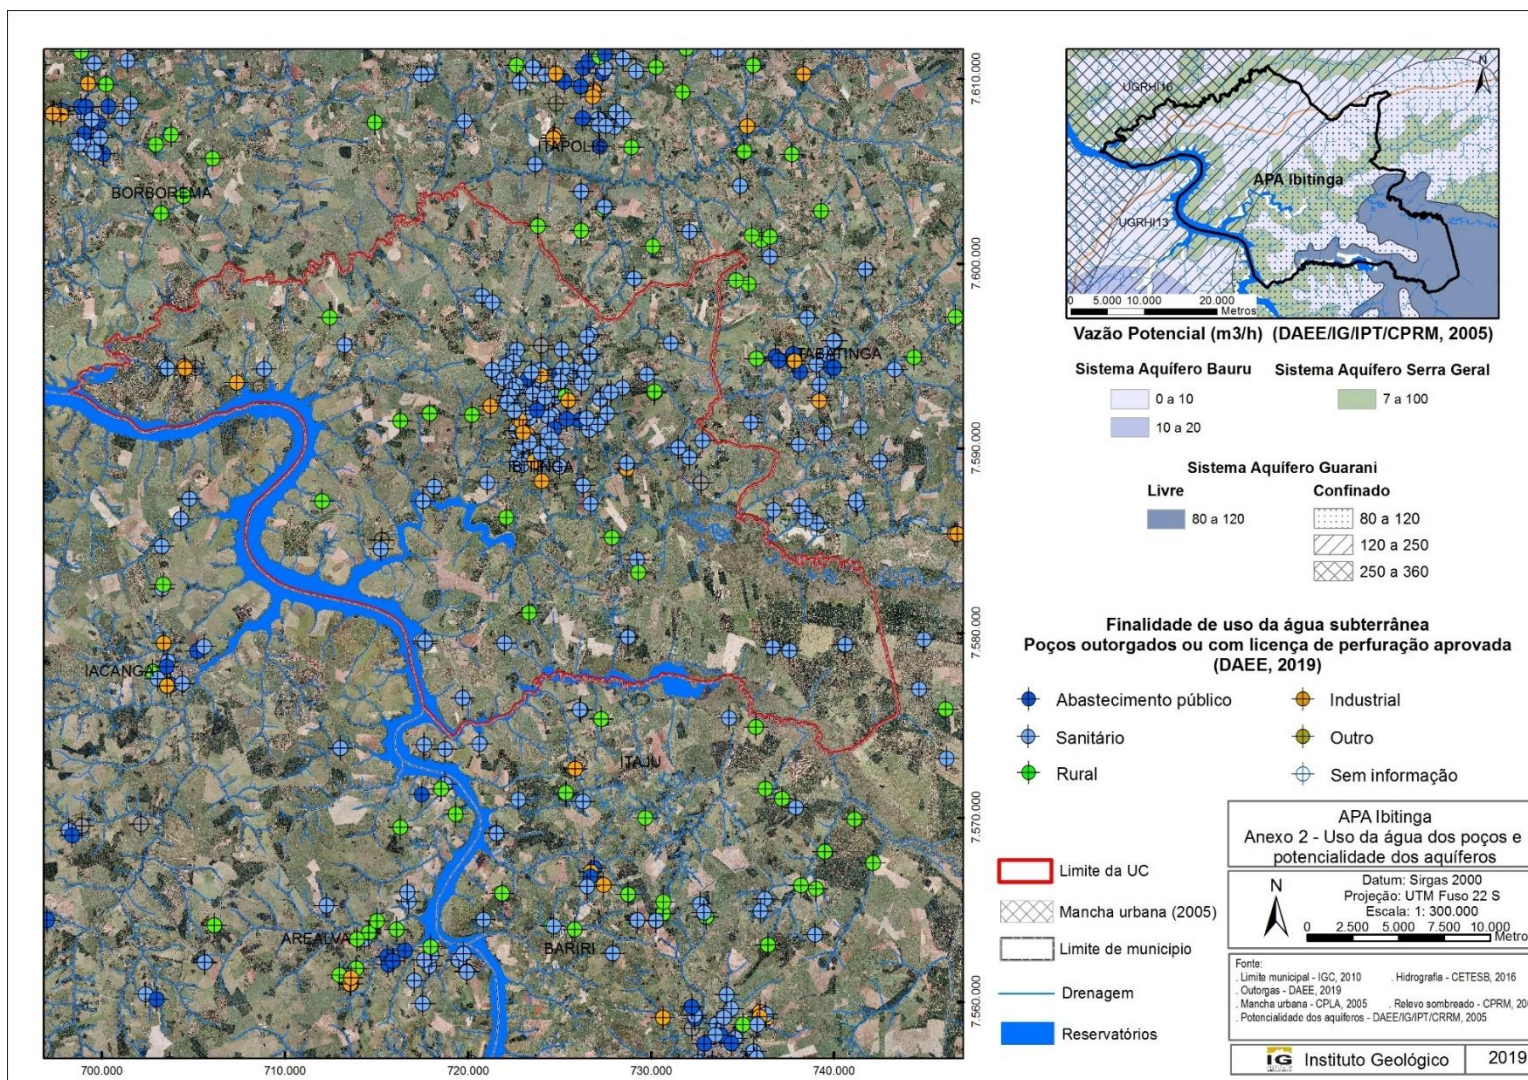 BORBOREMA
ITAPOLIS
TABATINGA
IBITINGA
IACANGA
ITAJU
AREALVA
BARIRI
700.000
710.000
720.000
730.000
740.000
7.610.000
7.600.000
7.590.000
7.580.000
7.570.000
7.560.000
UGRHI16
APA Ibitinga
UGRHI13
N
0 5.000 10.000 20.000
Metros
Vazão Potencial (m3/h) (DAEE/IG/IPT/CPRM, 2005)
Sistema Aquífero Bauru
0 a 10
10 a 20
Sistema Aquífero Serra Geral
7 a 100
Sistema Aquífero Guarani
Livre
80 a 120
Confinado
80 a 120
120 a 250
250 a 360
Finalidade de uso da água subterrânea
Poços outorgados ou com licença de perfuração aprovada
(DAEE, 2019)
Abastecimento público
Sanitário
Rural
Industrial
Outro
Sem informação
Limite da UC
Mancha urbana (2005)
Limite de municipio
Drenagem
Reservatórios
APA Ibitinga
Anexo 2 - Uso da água dos poços e
potencialidade dos aquíferos
N
Datum: Sirgas 2000
Projeção: UTM Fuso 22 S
Escala: 1: 300.000
0 2.500 5.000 7.500 10.000
Metro
Fonte:
. Limite municipal - IGC, 2010 . Hidrografia - CETESB, 2016
. Outorgas - DAEE, 2019
. Mancha urbana - CPLA, 2005 . Relevo sombreado - CPRM, 20
. Potencialidade dos aquiferos - DAEE/IG/IPT/CRRM, 2005
IG Instituto Geológico
2019